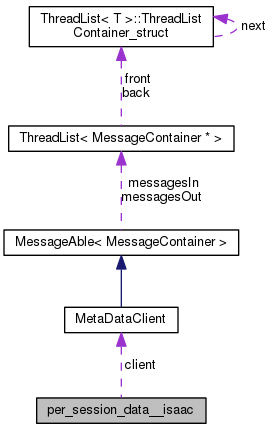 ThreadList< T >::ThreadList
Container_struct
next
front
back
ThreadList< MessageContainer * >
messagesIn
messagesOut
MessageAble< MessageContainer >
MetaDataClient
client
per_session_data__isaac